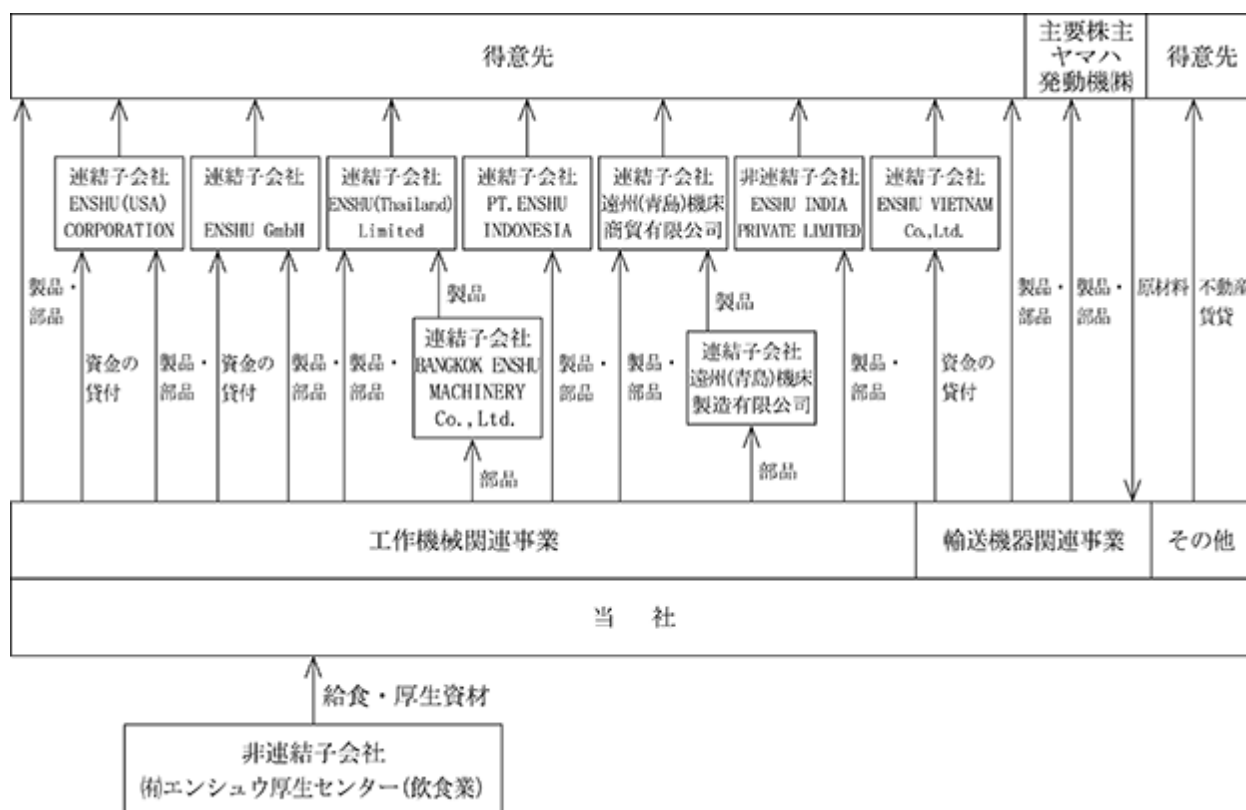 得意先
主要株主
ヤマハ
発動機㈱
得意先
連結子会社
ENSHU(USA)
CORPORATION
連結子会社
ENSHU GmbH
連結子会社
ENSHU(Thailand)
Limited
連結子会社
PT.ENSHU
INDONESIA
連結子会社
遠州(青島)機床
商貿有限公司
非連結子会社
ENSHU INDIA
PRIVATE LIMITED
連結子会社
ENSHU VIETNAM
Co.,Ltd.
製品・
部品
資金の
貸付
製品・
部品
資金の
貸付
製品・
部品
製品・
部品
製品
連結子会社
BANGKOK ENSHU
MACHINERY
Co.,Ltd.
部品
製品・
部品
製品・
部品
製品
連結子会社
遠州(青島)機床
製造有限公司
部品
製品・
部品
資金の
貸付
製品・
部品
製品・
部品
原材料
不動産
賃貸
工作機械関連事業
輸送機器関連事業
その他
当 社
給食・厚生資材
非連結子会社
㈲エンシュウ厚生センター(飲食業)